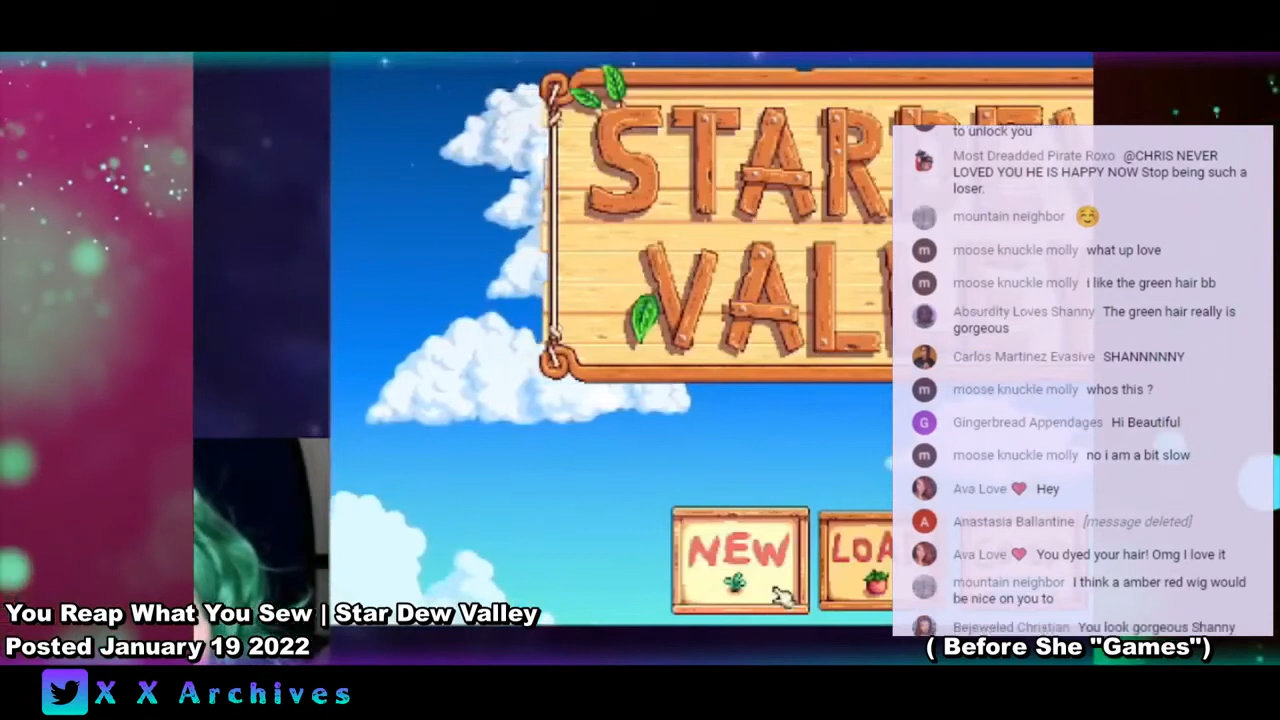 STARDE
VAL
NEW
LOA
to unlock you
Most Dreadded Pirate Roxo @CHRIS NEVER
LOVED YOU HE IS HAPPY NOW Stop being such a
loser.
mountain neighbor
moose knuckle molly what up love
moose knuckle molly i like the green hair bb
Absurdity Loves Shanny The green hair really is
gorgeous
Carlos Martinez Evasive SHANNNNY
moose knuckle molly whos this ?
Gingerbread Appendages Hi Beautiful
moose knuckle molly no i am a bit slow
Ava Love Hey
Anastasia Ballantine [message deleted]
Ava Love You dyed your hair! Omg I love it
mountain neighbor I think a amber red wig would
be nice on you to
Bejeweled Christian You look gorgeous Shanny
You Reap What You Sew | Star Dew Valley
Posted January 19 2022
( Before She "Games")
X X Archives